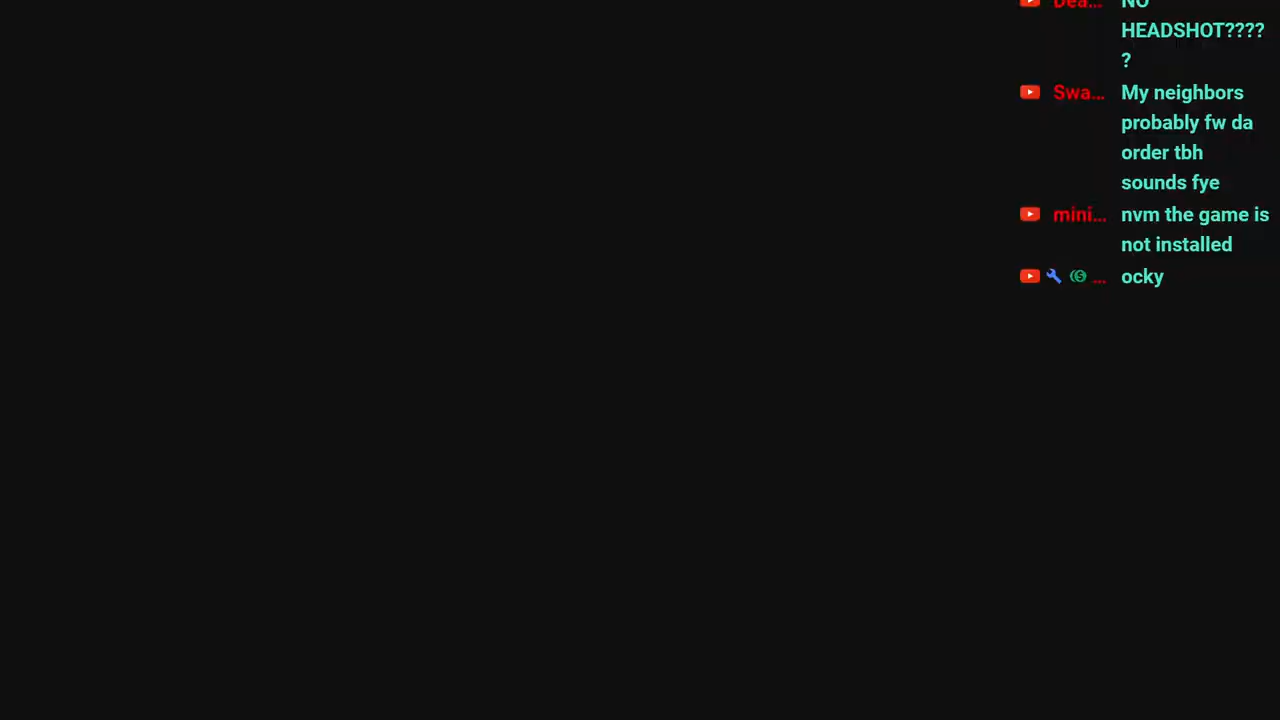 Dea... NO
HEADSHOT????
?
Swa... My neighbors
probably fw da
order tbh
sounds fye
mini... nvm the game is
not installed
... ocky